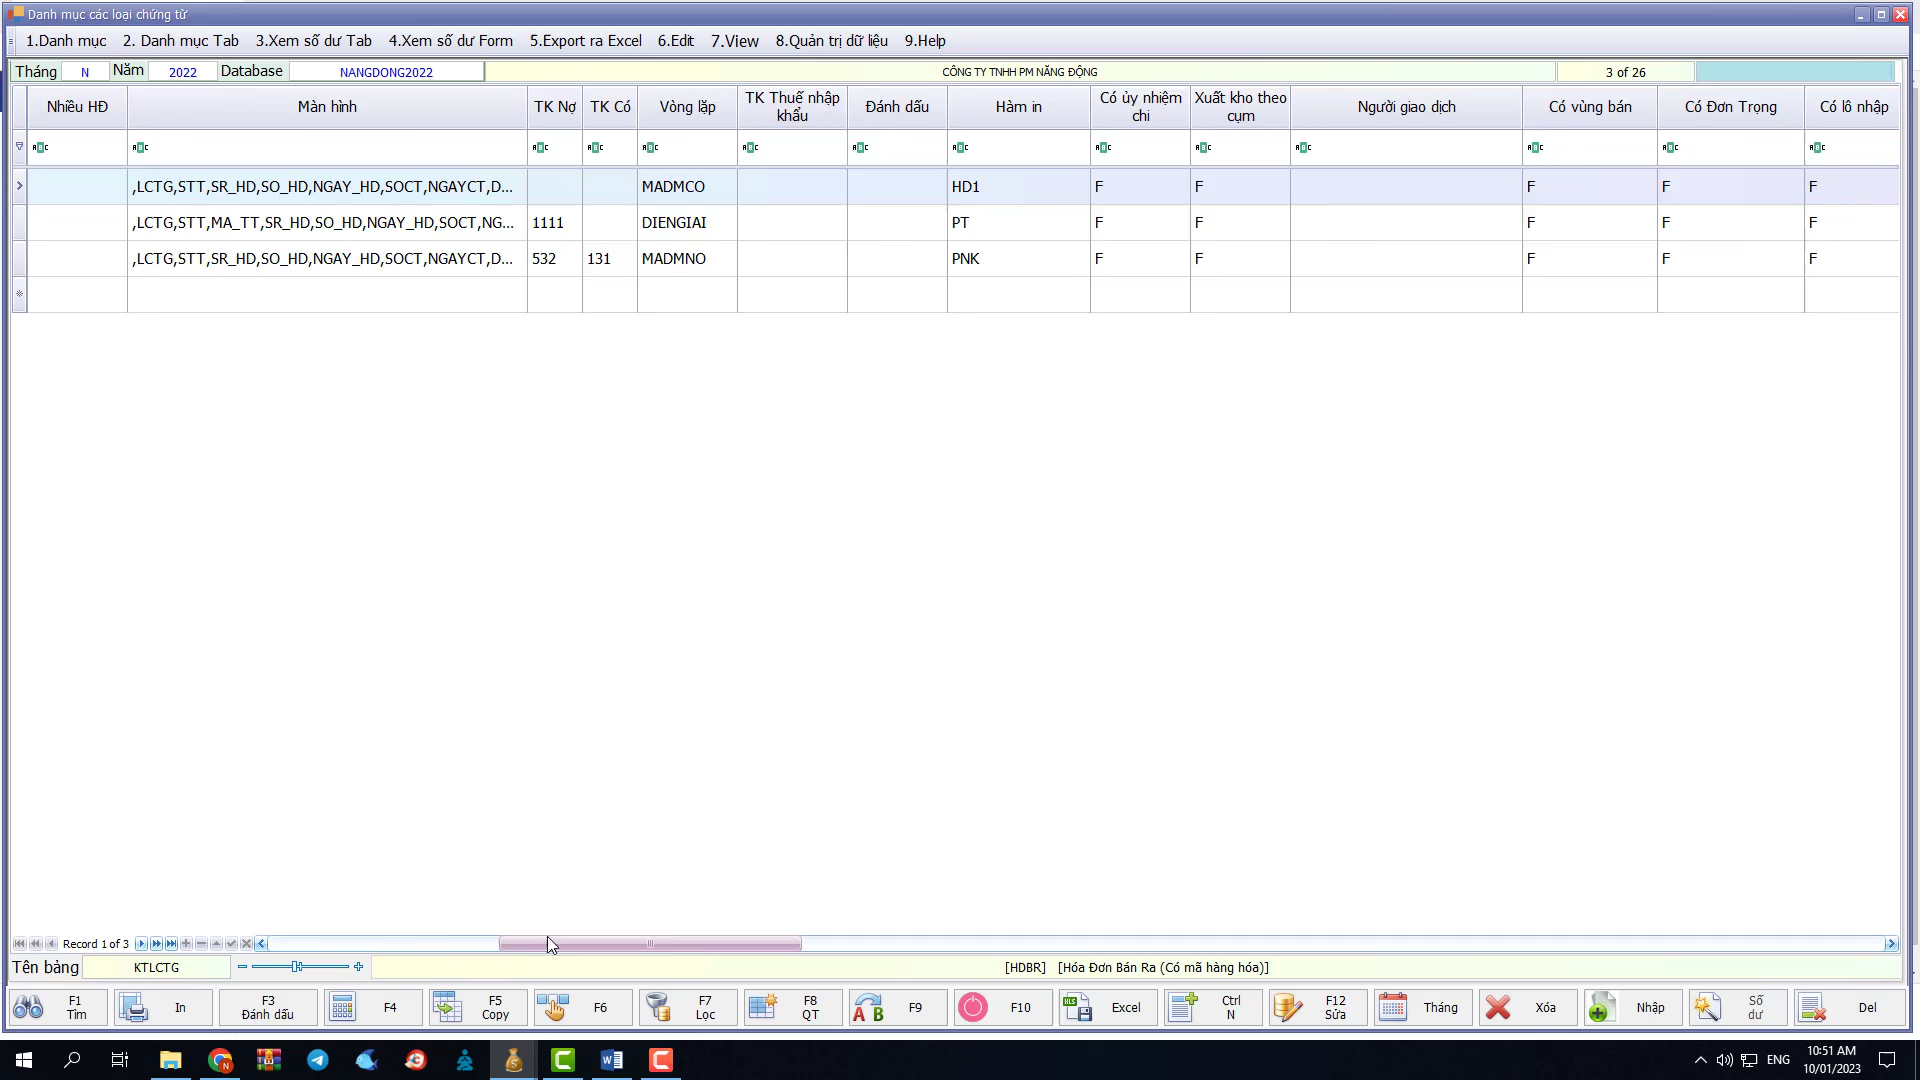 Danh mục các loại chứng từ
1.Danh mục 2. Danh mục Tab 3.Xem số dư Tab 4.Xem số dư Form 5.Export ra Excel 6.Edit 7.View 8.Quản trị dữ liệu 9.Help
Tháng N Năm 2022 Database NANGDONG2022 CÔNG TY TNHH PM NĂNG ĐỘNG 3 of 26
Nhiều HĐ Màn hình TK Nợ TK Có Vòng lặp TK Thuế nhập khẩu Đánh dấu Hàm in Có ủy nhiệm chi Xuất kho theo cụm Người giao dịch Có vùng bán Có Đơn Trọng Có lô nhập
,LCTG,STT,SR_HD,SO_HD,NGAY_HD,SOCT,NGAYCT,D... MADMCO HD1 F F F F F
,LCTG,STT,MA_TT,SR_HD,SO_HD,NGAY_HD,SOCT,NG... 1111 DIENGIAI PT F F F F F
,LCTG,STT,SR_HD,SO_HD,NGAY_HD,SOCT,NGAYCT,D... 532 131 MADMNO PNK F F F F F
Record 1 of 3
Tên bảng KTLCTG [HDBR] [Hóa Đơn Bán Ra (Có mã hàng hóa)]
F1 Tìm In F3 Đánh dấu F4 F5 Copy F6 F7 Lọc F8 QT F9 F10 Excel Ctrl N F12 Sửa Tháng Xóa Nhập Số dư Del
ENG 10:51 AM
10/01/2023